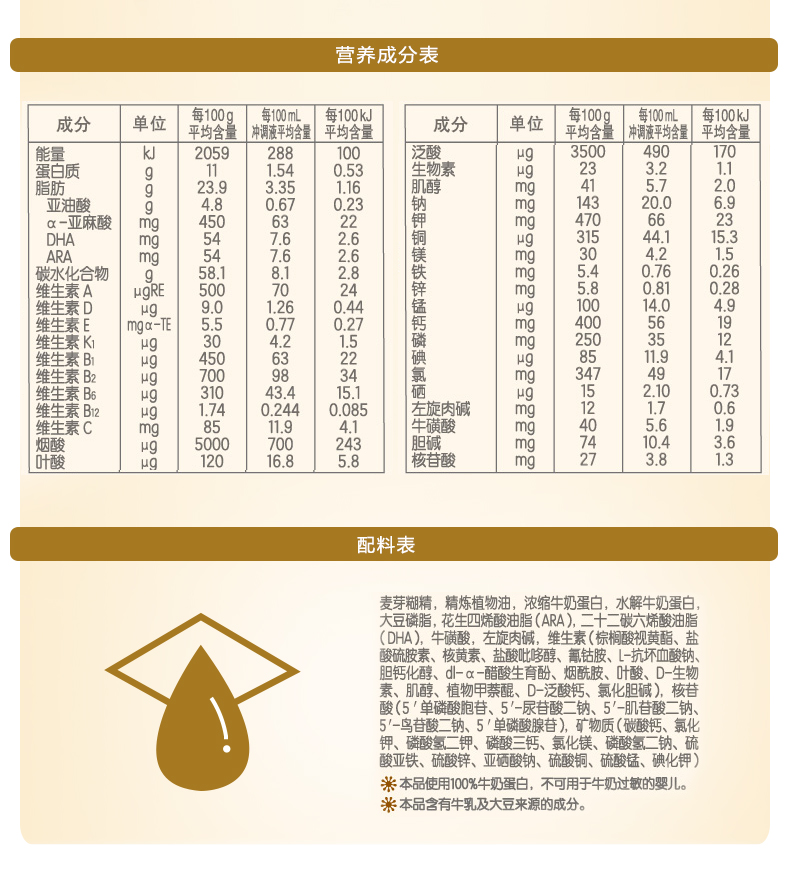 营养成分表
成分 单位 每100g平均含量 每100mL冲调液平均含量 每100kJ平均含量
能量 kJ 2059 288 100
蛋白质 g 11 1.54 0.53
脂肪 g 23.9 3.35 1.16
亚油酸 g 4.8 0.67 0.23
α-亚麻酸 mg 450 63 22
DHA mg 54 7.6 2.6
ARA mg 54 7.6 2.6
碳水化合物 g 58.1 8.1 2.8
维生素 A μgRE 500 70 24
维生素 D μg 9.0 1.26 0.44
维生素 E mgα-TE 5.5 0.77 0.27
维生素 K1 μg 30 4.2 1.5
维生素 B1 μg 450 63 22
维生素 B2 μg 700 98 34
维生素 B6 μg 310 43.4 15.1
维生素 B12 μg 1.74 0.244 0.085
维生素 C mg 85 11.9 4.1
烟酸 μg 5000 700 243
叶酸 μg 120 16.8 5.8
成分 单位 每100g平均含量 每100mL冲调液平均含量 每100kJ平均含量
泛酸 μg 3500 490 170
生物素 μg 23 3.2 1.1
肌醇 mg 41 5.7 2.0
钠 mg 143 20.0 6.9
钾 mg 470 66 23
铜 μg 315 44.1 15.3
镁 mg 30 4.2 1.5
铁 mg 5.4 0.76 0.26
锌 mg 5.8 0.81 0.28
锰 μg 100 14.0 4.9
钙 mg 400 56 19
磷 mg 250 35 12
碘 μg 85 11.9 4.1
氯 mg 347 49 17
硒 μg 15 2.10 0.73
左旋肉碱 mg 12 1.7 0.6
牛磺酸 mg 40 5.6 1.9
胆碱 mg 74 10.4 3.6
核苷酸 mg 27 3.8 1.3
配料表
麦芽糊精，精炼植物油，浓缩牛奶蛋白，水解牛奶蛋白，
大豆磷脂，花生四烯酸油脂(ARA)，二十二碳六烯酸油脂
(DHA)，牛磺酸，左旋肉碱，维生素(棕榈酸视黄酯、盐
酸硫胺素、核黄素、盐酸吡哆醇、氰钴胺、L-抗坏血酸钠、
胆钙化醇、dl-α-醋酸生育酚、烟酰胺、叶酸、D-生物
素、肌醇、植物甲萘醌、D-泛酸钙、氯化胆碱)，核苷
酸(5′单磷酸胞苷、5′-尿苷酸二钠、5′-肌苷酸二钠、
5′-鸟苷酸二钠、5′单磷酸腺苷)，矿物质(碳酸钙、氯化
钾、磷酸氢二钾、磷酸三钙、氯化镁、磷酸氢二钠、硫
酸亚铁、硫酸锌、亚硒酸钠、硫酸铜、硫酸锰、碘化钾)
本品使用100%牛奶蛋白，不可用于牛奶过敏的婴儿。
本品含有牛乳及大豆来源的成分。